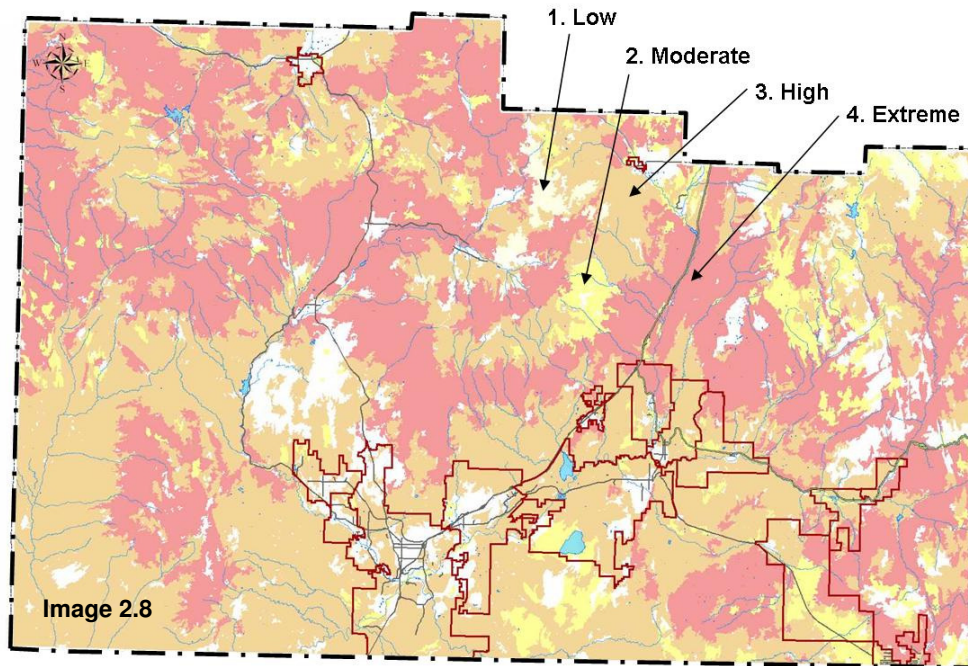 1. Low
2. Moderate
3. High
4. Extreme
N
W
E
S
Image 2.8